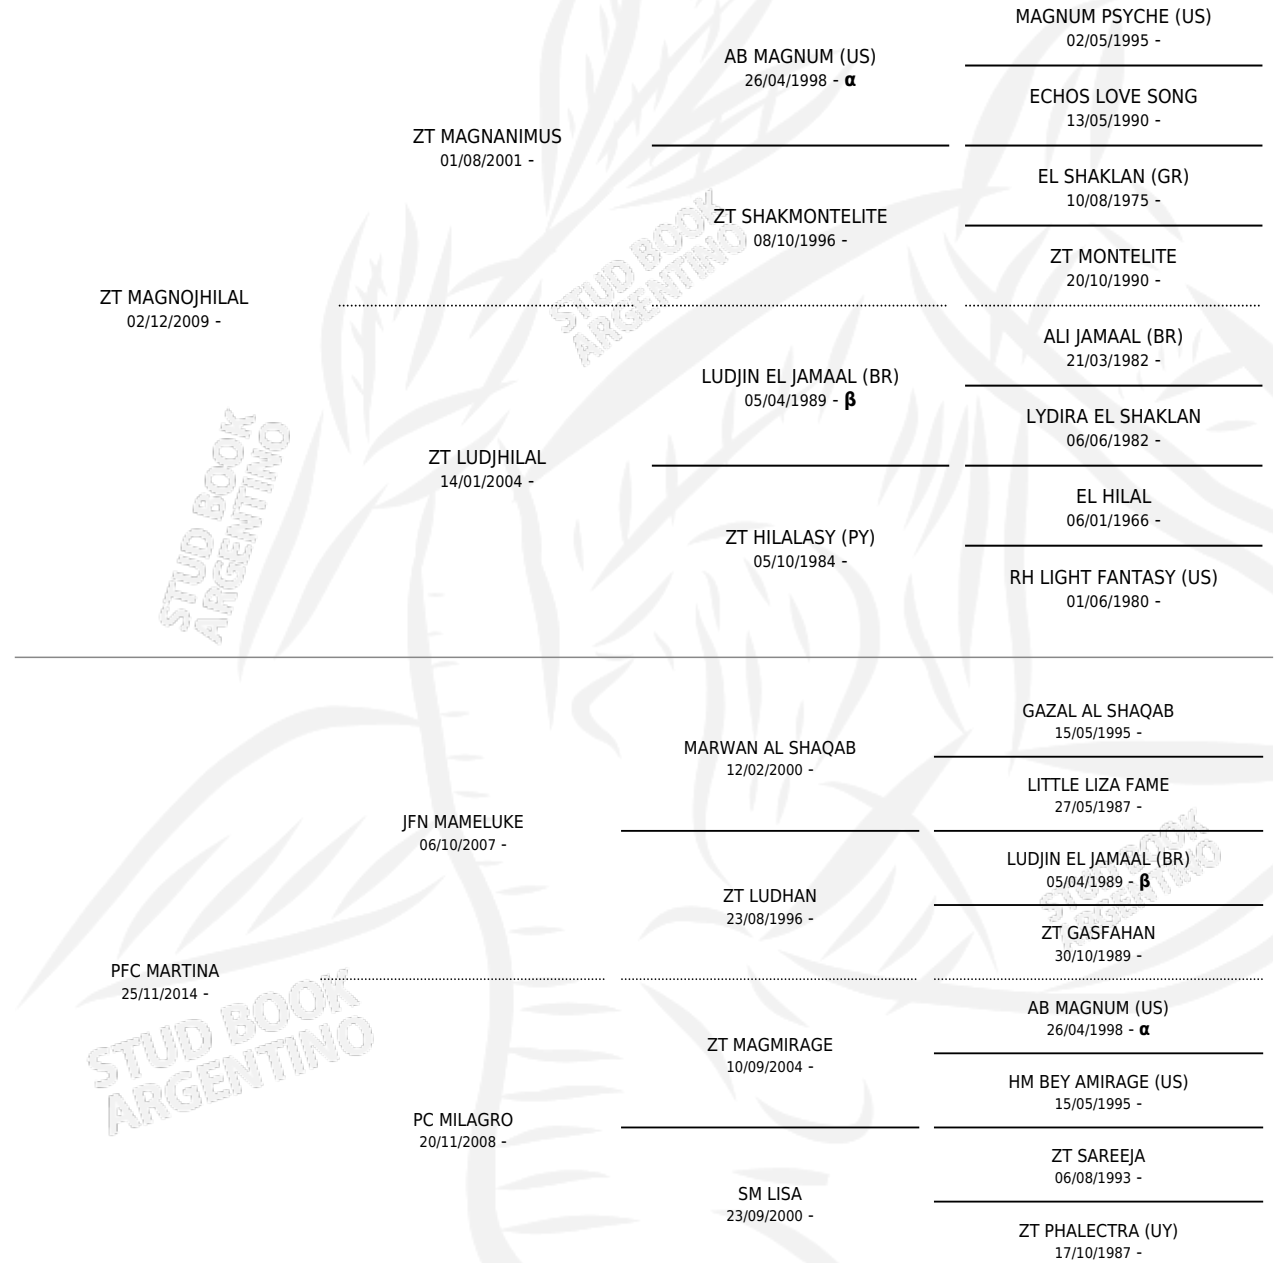 MAGNUM PSYCHE (US)
02/05/1995 -
AB MAGNUM (US)
26/04/1998 - α
ECHOS LOVE SONG
13/05/1990 -
ZT MAGNANIMUS
01/08/2001 -
EL SHAKLAN (GR)
10/08/1975 -
ZT SHAKMONTELITE
08/10/1996 -
ZT MONTELITE
20/10/1990 -
ZT MAGNOJHILAL
02/12/2009 -
ALI JAMAAL (BR)
21/03/1982 -
LUDJIN EL JAMAAL (BR)
05/04/1989 - β
LYDIRA EL SHAKLAN
06/06/1982 -
ZT LUDJHILAL
14/01/2004 -
EL HILAL
06/01/1966 -
ZT HILALASY (PY)
05/10/1984 -
RH LIGHT FANTASY (US)
01/06/1980 -
GAZAL AL SHAQAB
15/05/1995 -
MARWAN AL SHAQAB
12/02/2000 -
LITTLE LIZA FAME
27/05/1987 -
JFN MAMELUKE
06/10/2007 -
LUDJIN EL JAMAAL (BR)
05/04/1989 - β
ZT LUDHAN
23/08/1996 -
ZT GASFAHAN
30/10/1989 -
PFC MARTINA
25/11/2014 -
AB MAGNUM (US)
26/04/1998 - α
ZT MAGMIRAGE
10/09/2004 -
HM BEY AMIRAGE (US)
15/05/1995 -
PC MILAGRO
20/11/2008 -
ZT SAREEJA
06/08/1993 -
SM LISA
23/09/2000 -
ZT PHALECTRA (UY)
17/10/1987 -
STUD BOOK
ARGENTINO
STUD BOOK
ARGENTINO
STUD BOOK
ARGENTINO
STUD BOOK
ARGENTINO